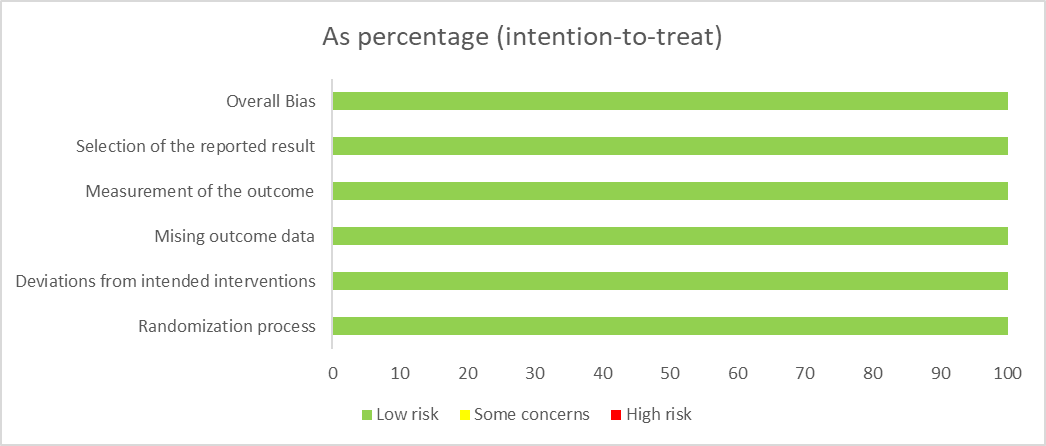 As percentage (intention-to-treat)
Overall Bias
Selection of the reported result
Measurement of the outcome
Mising outcome data
Deviations from intended interventions
Randomization process
0 10 20 30 40 50 60 70 80 90 100
Low risk Some concerns High risk